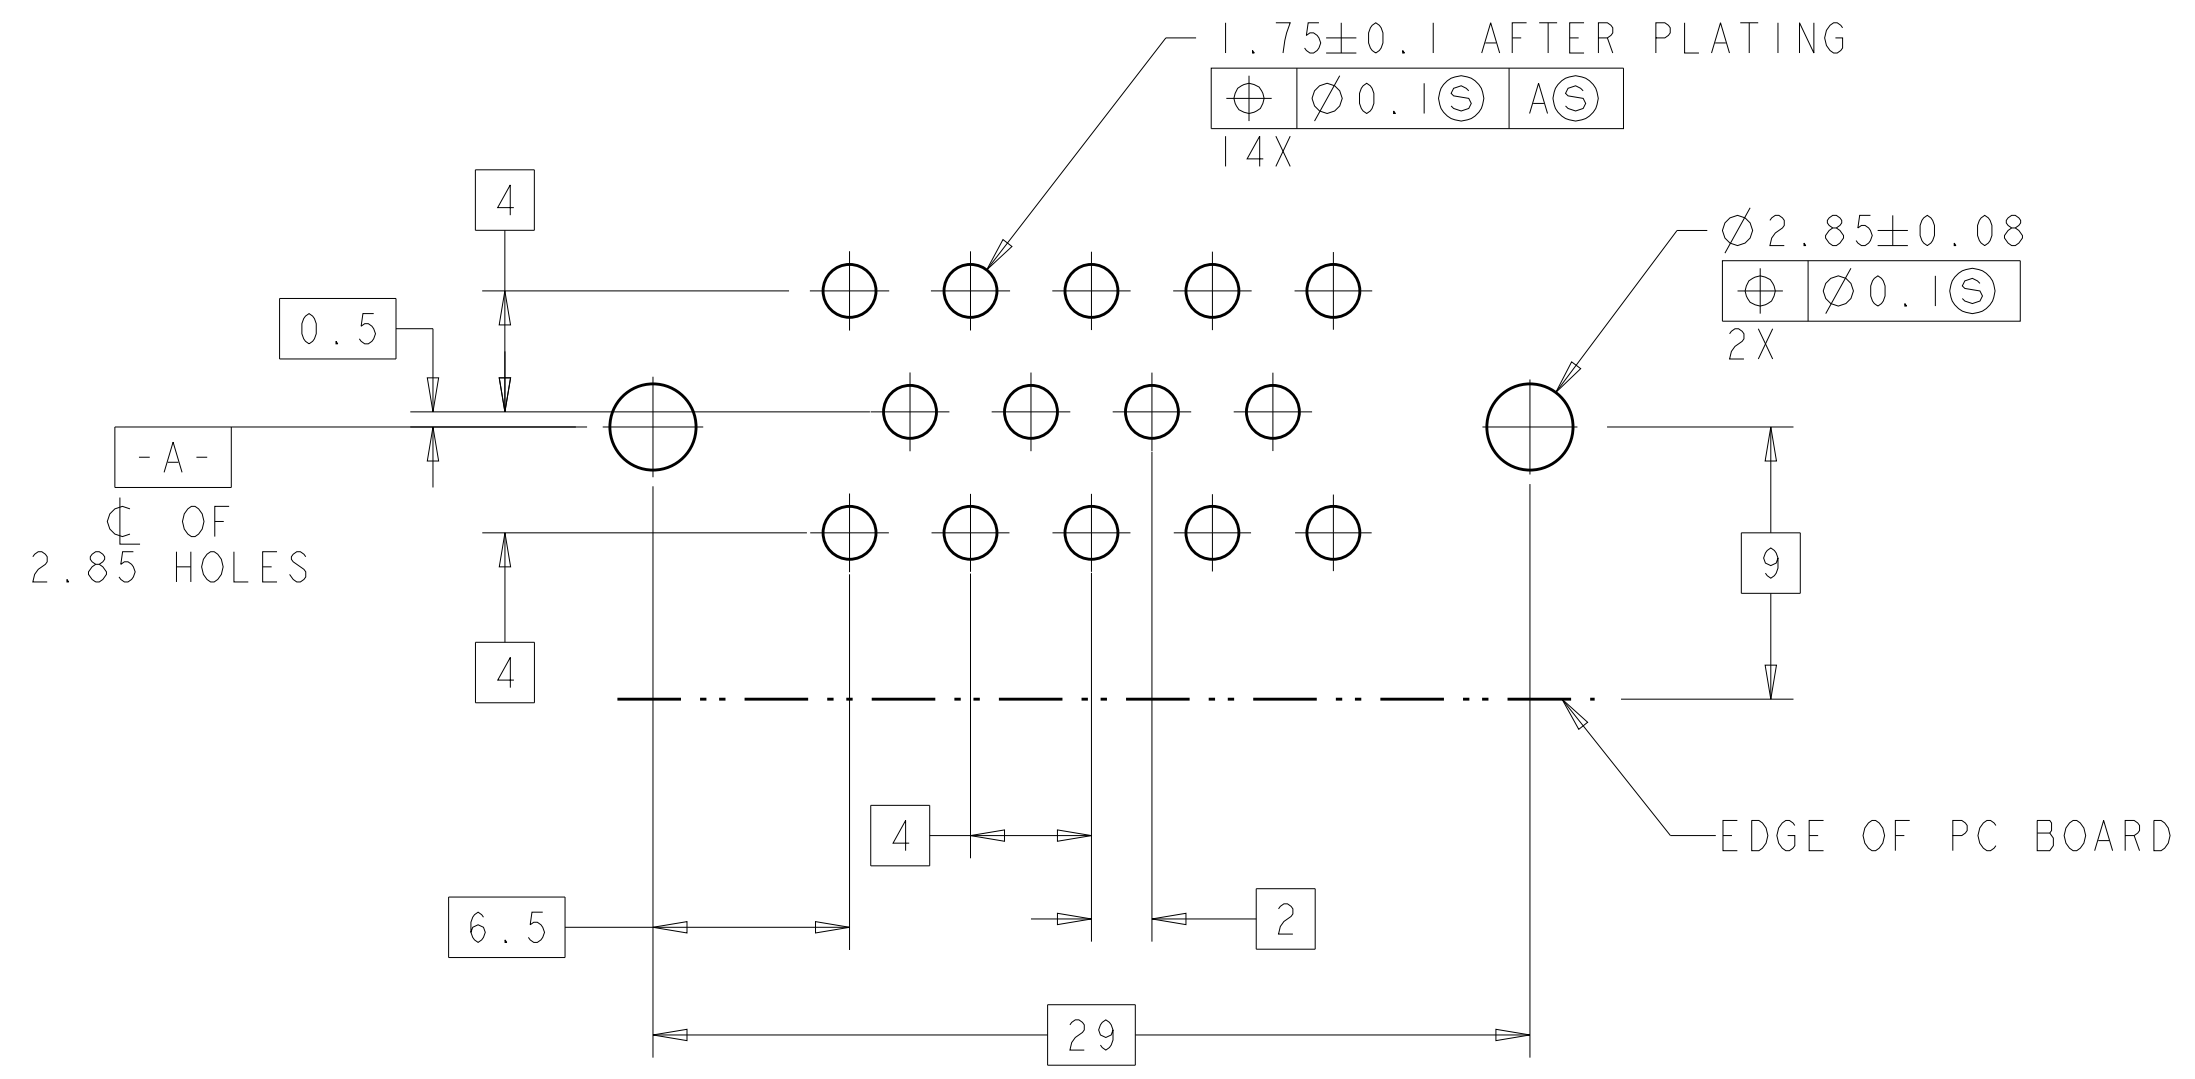 1.75±0.1 AFTER PLATING
⌖ Ø0.1Ⓢ AⓈ
14X
4
Ø2.85±0.08
⌖ Ø0.1Ⓢ
2X
0.5
-A-
℄ OF
2.85 HOLES
9
4
4
EDGE OF PC BOARD
2
6.5
29